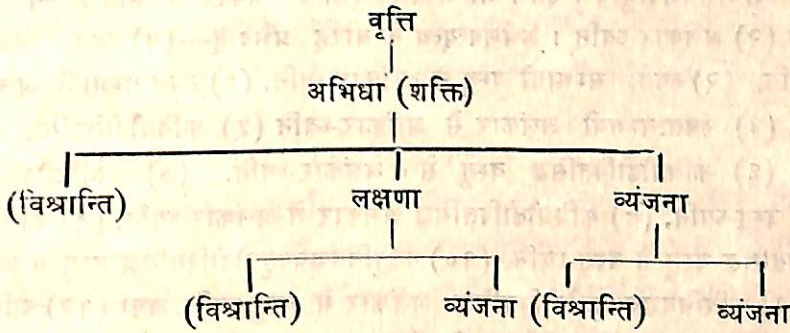 वृत्ति
अभिधा (शक्ति)
(विश्रान्ति) लक्षणा व्यंजना
(विश्रान्ति) व्यंजना (विश्रान्ति) व्यंजना